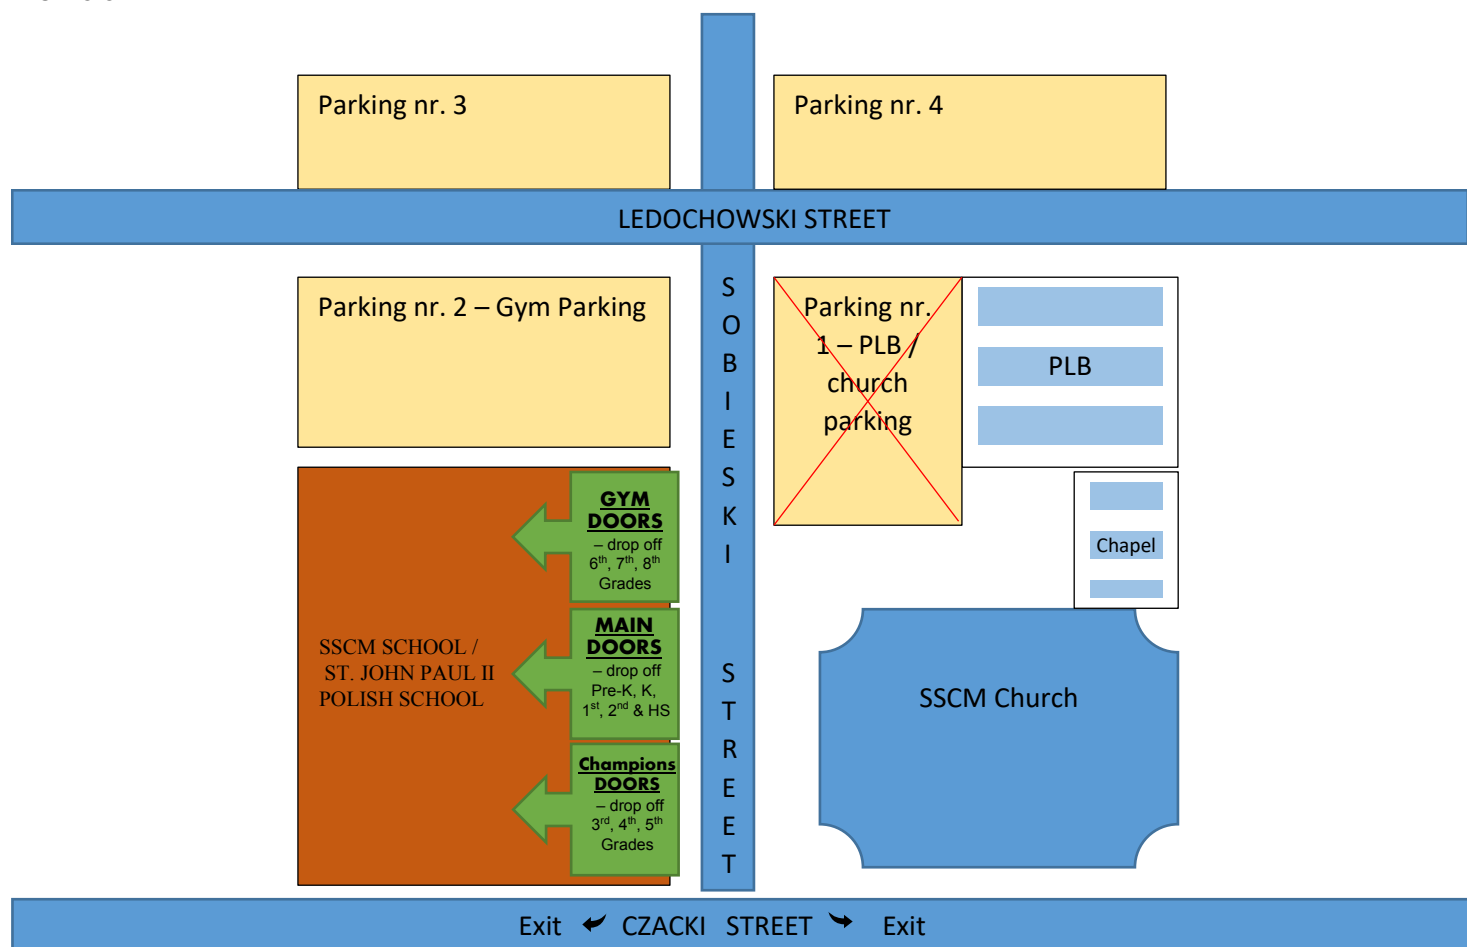 Parking nr. 3
Parking nr. 4
LEDOCHOWSKI STREET
Parking nr. 2 – Gym Parking
SOBIESKI STREET
Parking nr.
1 – PLB /
church
parking
PLB
Chapel
GYM
DOORS
– drop off
6th, 7th, 8th
Grades
MAIN
DOORS
– drop off
Pre-K, K,
1st, 2nd & HS
Champions
DOORS
– drop off
3rd, 4th, 5th
Grades
SSCM SCHOOL /
ST. JOHN PAUL II
POLISH SCHOOL
SSCM Church
Exit CZACKI STREET Exit